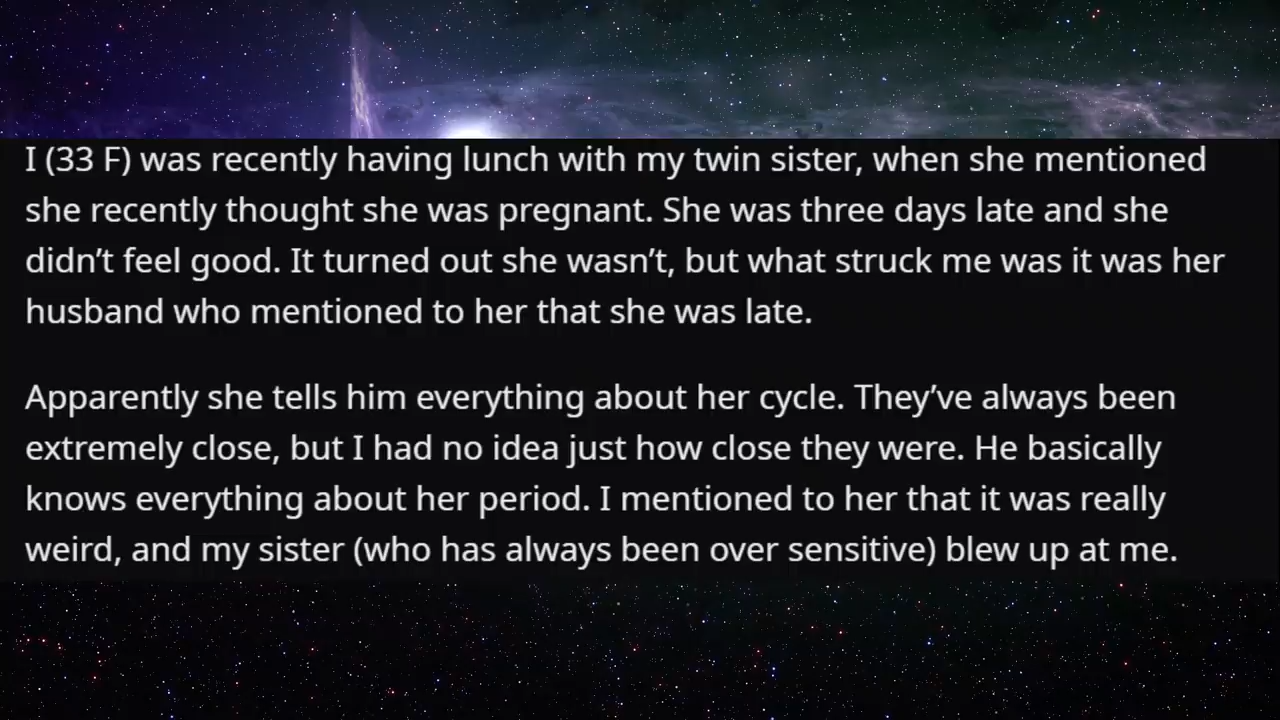 I (33 F) was recently having lunch with my twin sister, when she mentioned
she recently thought she was pregnant. She was three days late and she
didn’t feel good. It turned out she wasn’t, but what struck me was it was her
husband who mentioned to her that she was late.
Apparently she tells him everything about her cycle. They’ve always been
extremely close, but I had no idea just how close they were. He basically
knows everything about her period. I mentioned to her that it was really
weird, and my sister (who has always been over sensitive) blew up at me.